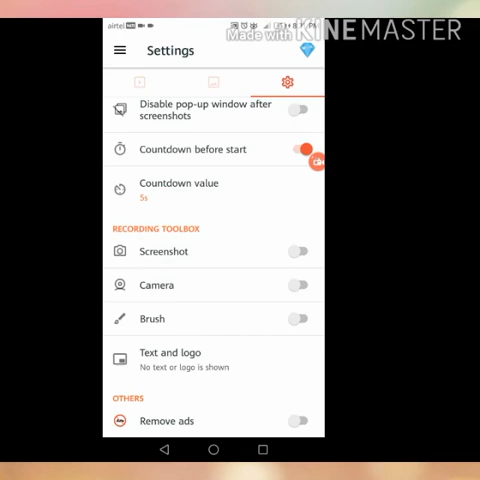 airtel
Made with KINEMASTER
Settings
Disable pop-up window after
screenshots
Countdown before start
Countdown value
5s
RECORDING TOOLBOX
Screenshot
Camera
Brush
Text and logo
No text or logo is shown
OTHERS
Remove ads